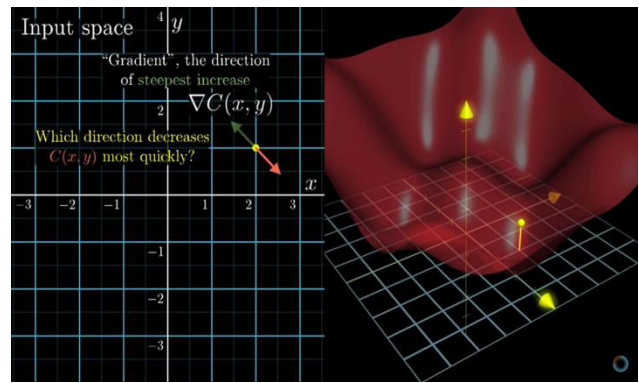 Input space
y
4
"Gradient", the direction
of steepest increase
∇C(x, y)
2
Which direction decreases
C(x, y) most quickly?
x
−3 −2 −1 1 2 3
−1
−2
−3